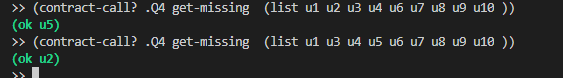 >> (contract-call? .Q4 get-missing  (list u1 u2 u3 u4 u6 u7 u8 u9 u10 ))
(ok u5)
>> (contract-call? .Q4 get-missing  (list u1 u3 u4 u5 u6 u7 u8 u9 u10 ))
(ok u2)
>>